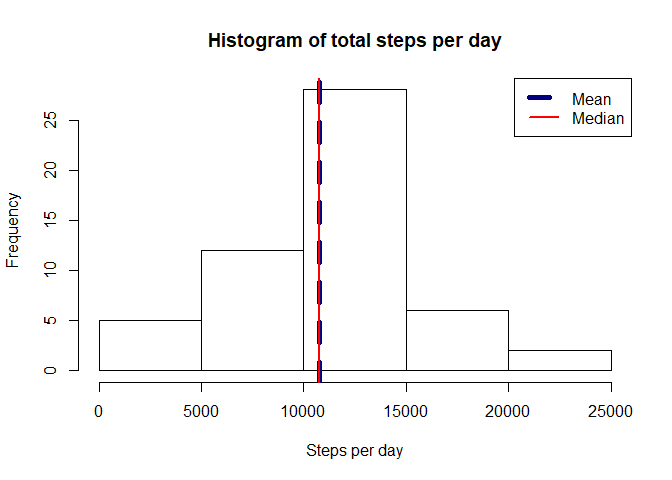 Histogram of total steps per day
Mean
Median
Frequency
25
20
15
10
5
0
0 5000 10000 15000 20000 25000
Steps per day